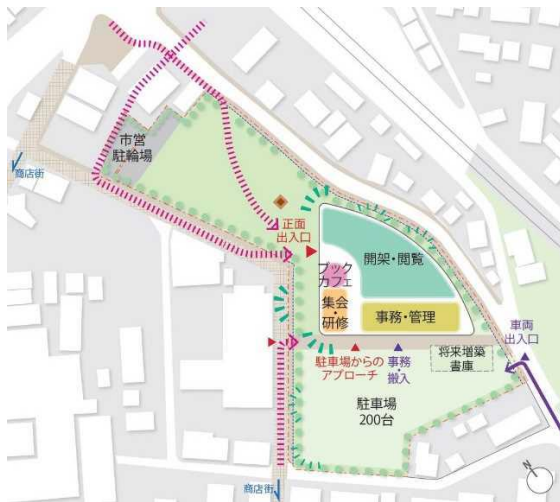 市営
駐輪場
商店街
正面
出入口
開架・閲覧
ブック
カフェ
集会
・
研修
事務・管理
車両
出入口
駐車場からの
アプローチ
事務
・
搬入
将来増築
書庫
駐車場
200台
商店街
N